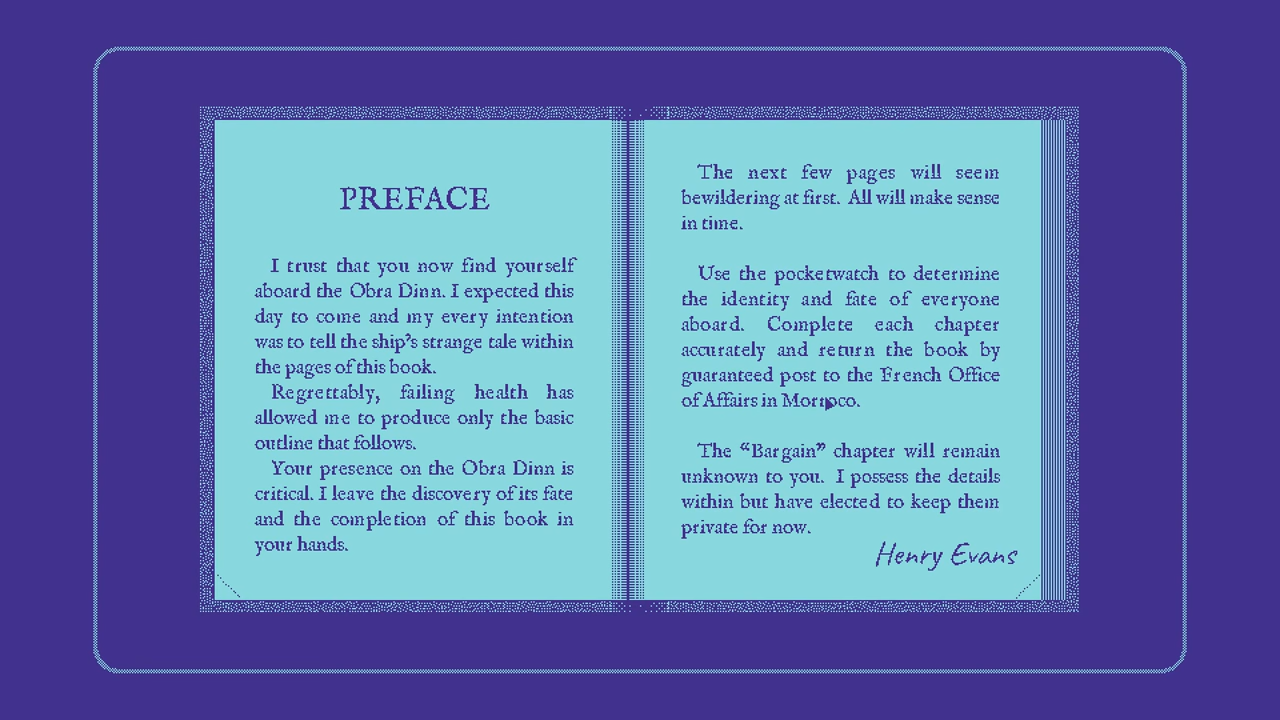 PREFACE
I trust that you now find yourself
aboard the Obra Dinn. I expected this
day to come and my every intention
was to tell the ship's strange tale within
the pages of this book.
Regrettably, failing health has
allowed me to produce only the basic
outline that follows.
Your presence on the Obra Dinn is
critical. I leave the discovery of its fate
and the completion of this book in
your hands.
The next few pages will seem
bewildering at first. All will make sense
in time.
Use the pocketwatch to determine
the identity and fate of everyone
aboard. Complete each chapter
accurately and return the book by
guaranteed post to the French Office
of Affairs in Morocco.
The “Bargain” chapter will remain
unknown to you. I possess the details
within but have elected to keep them
private for now.
Henry Evans